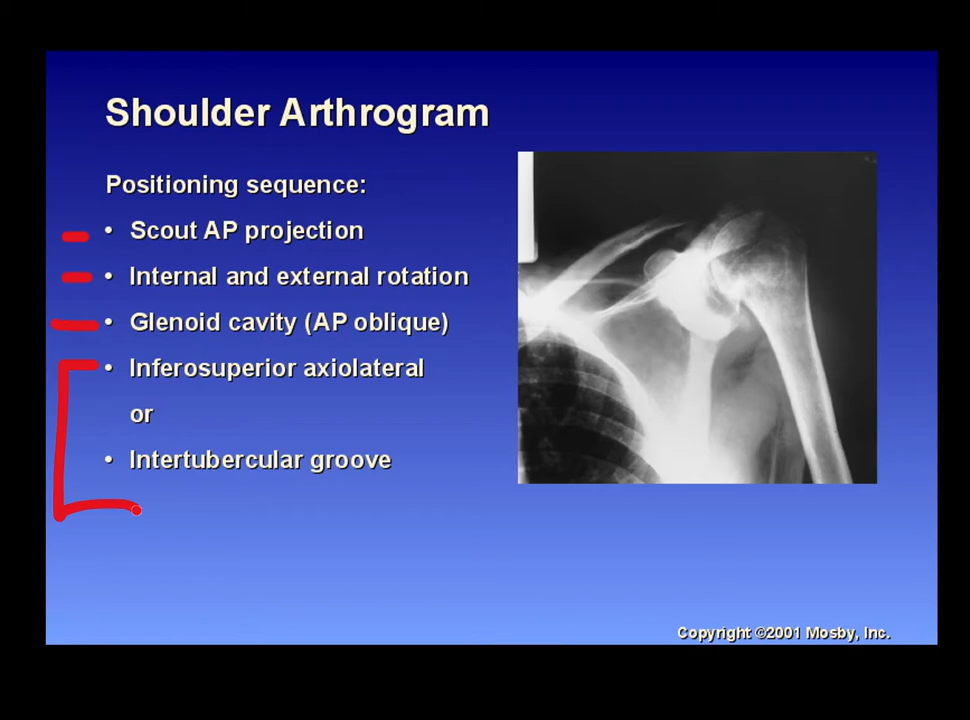 Shoulder Arthrogram
Positioning sequence:
• Scout AP projection
• Internal and external rotation
• Glenoid cavity (AP oblique)
• Inferosuperior axiolateral
or
• Intertubercular groove
Copyright ©2001 Mosby, Inc.